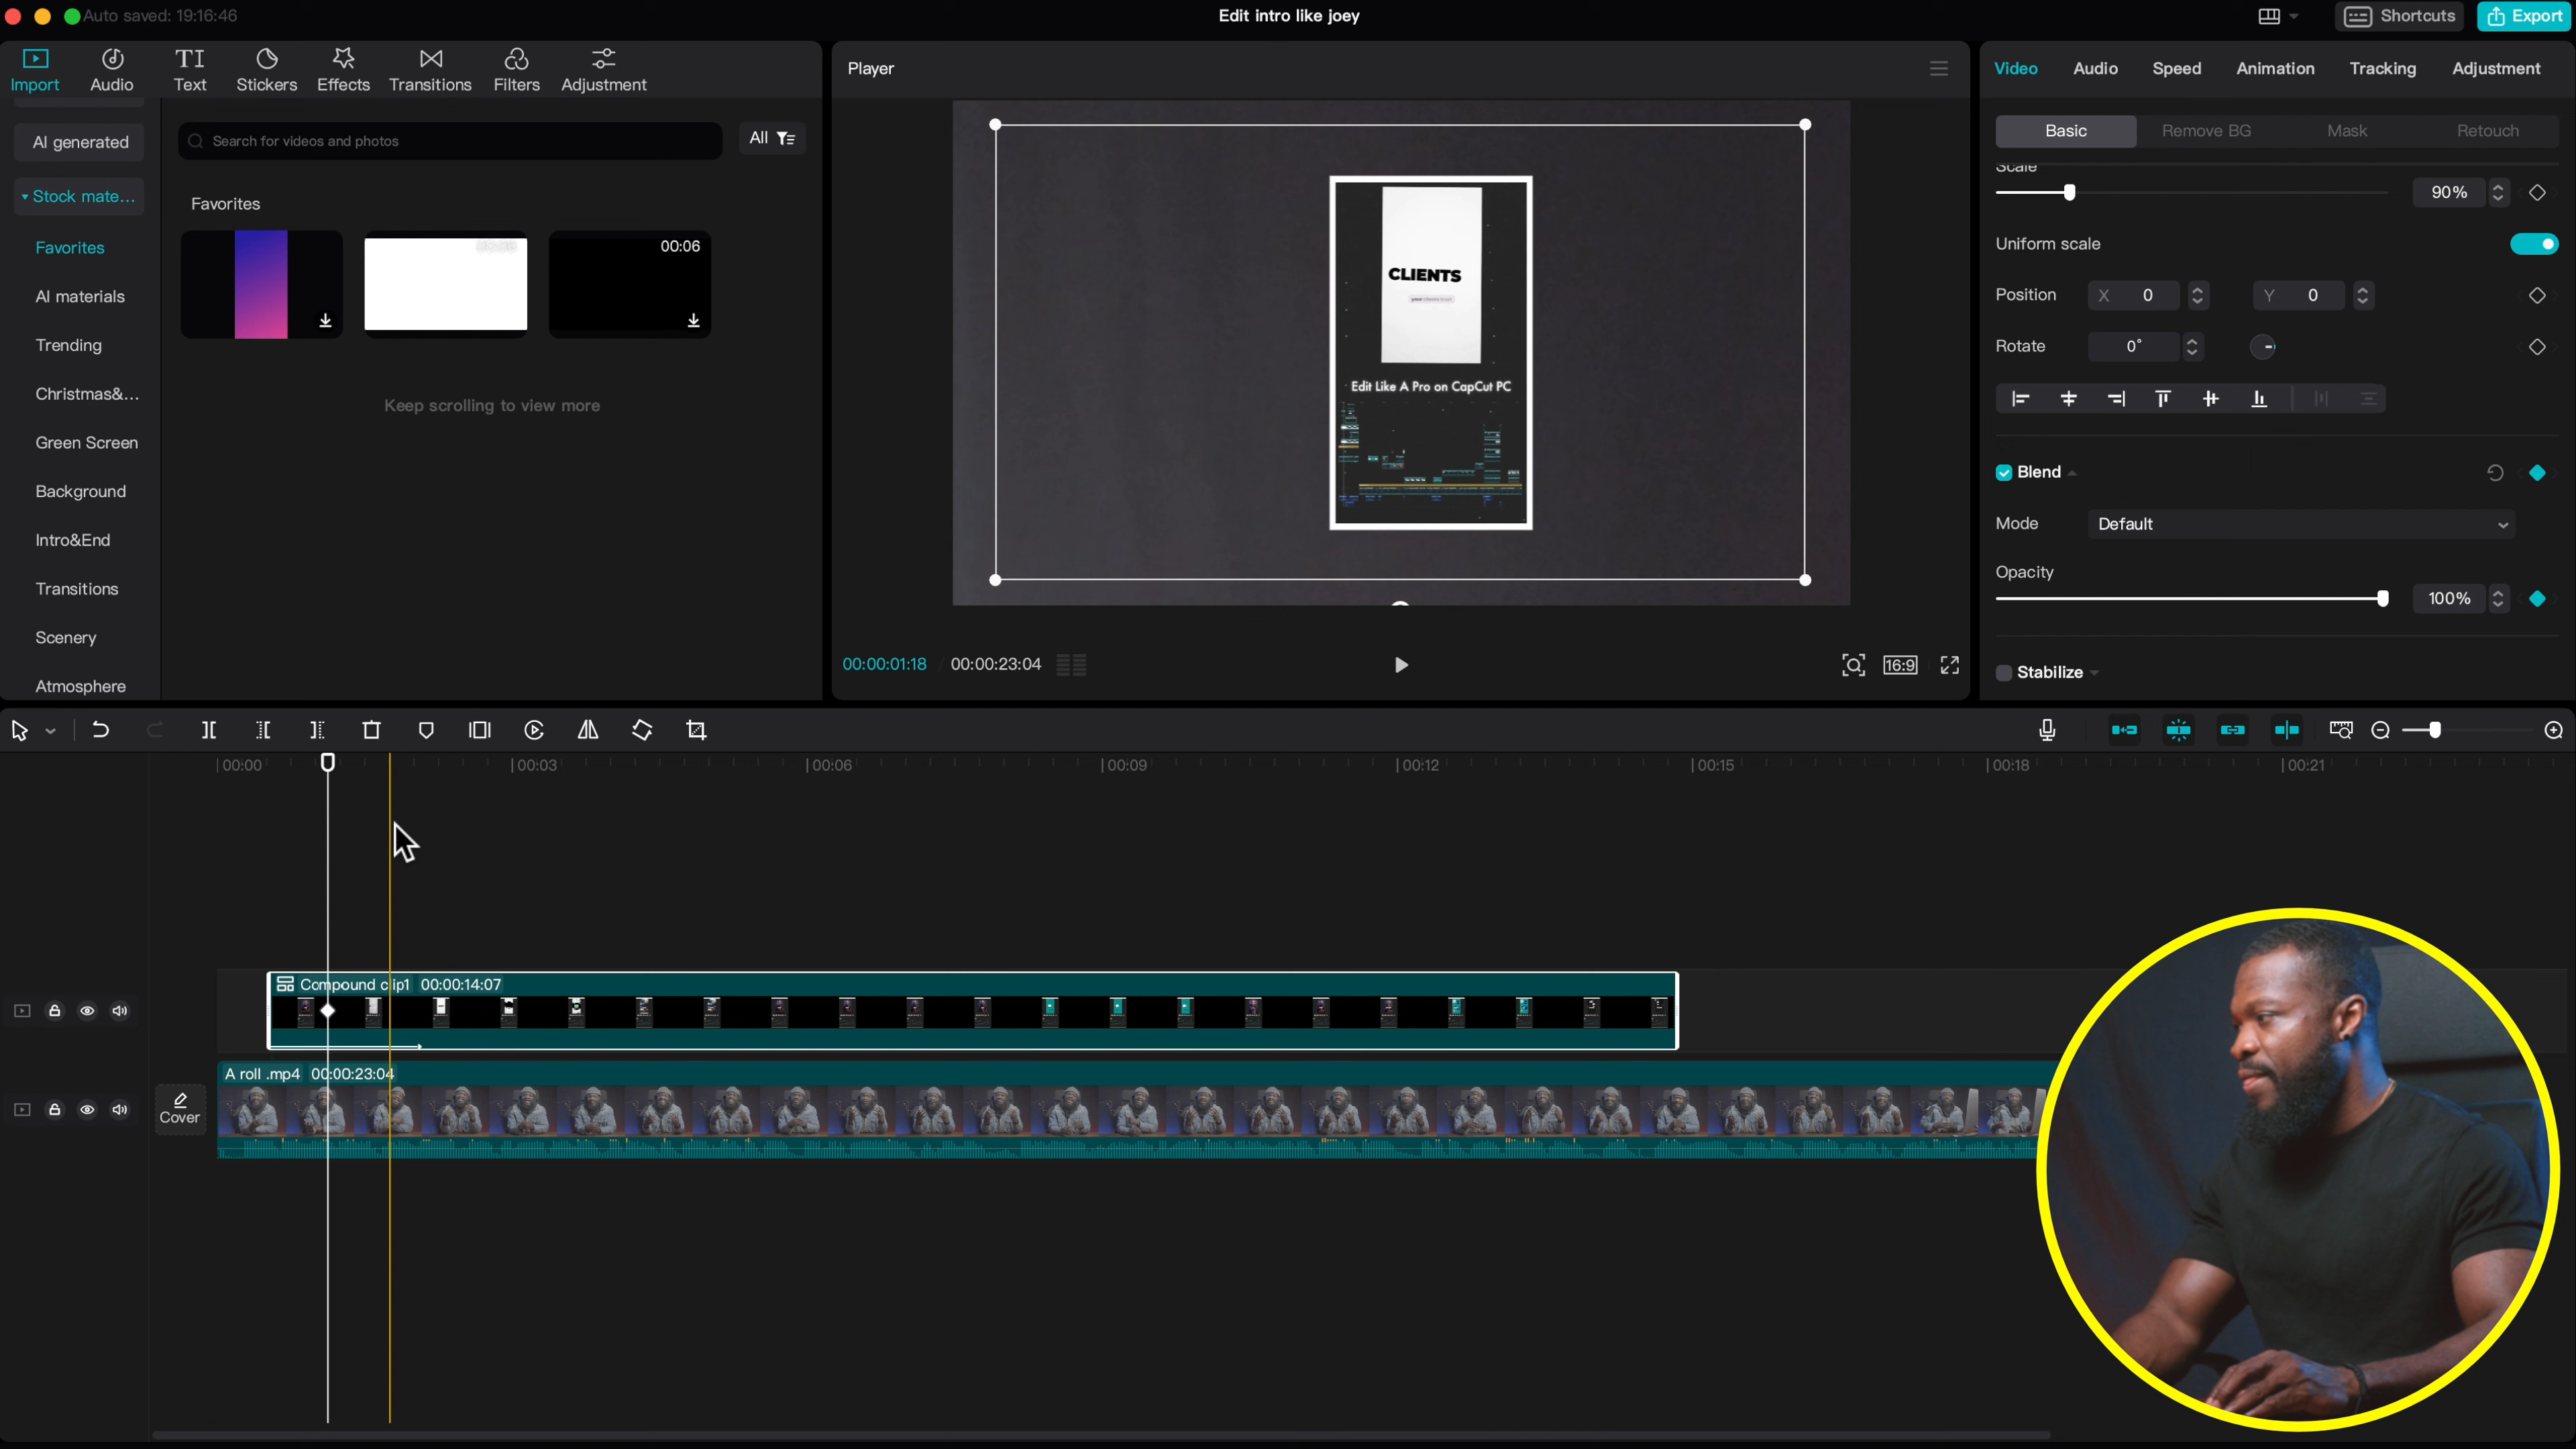 Auto saved: 19:16:46
Edit intro like joey
Shortcuts
Export
Import
Audio
Text
Stickers
Effects
Transitions
Filters
Adjustment
AI generated
Stock mate...
Favorites
AI materials
Trending
Christmas&...
Green Screen
Background
Intro&End
Transitions
Scenery
Atmosphere
Search for videos and photos
All
Favorites
00:06
Keep scrolling to view more
Player
CLIENTS
Edit Like A Pro on CapCut PC
00:00:01:18
00:00:23:04
16:9
Video
Audio
Speed
Animation
Tracking
Adjustment
Basic
Remove BG
Mask
Retouch
Scale
90%
Uniform scale
Position
X 0
Y 0
Rotate
0°
Blend
Mode
Default
Opacity
100%
Stabilize
00:00
00:03
00:06
00:09
00:12
00:15
00:18
00:21
Compound clip1 00:00:14:07
A roll .mp4 00:00:23:04
Cover